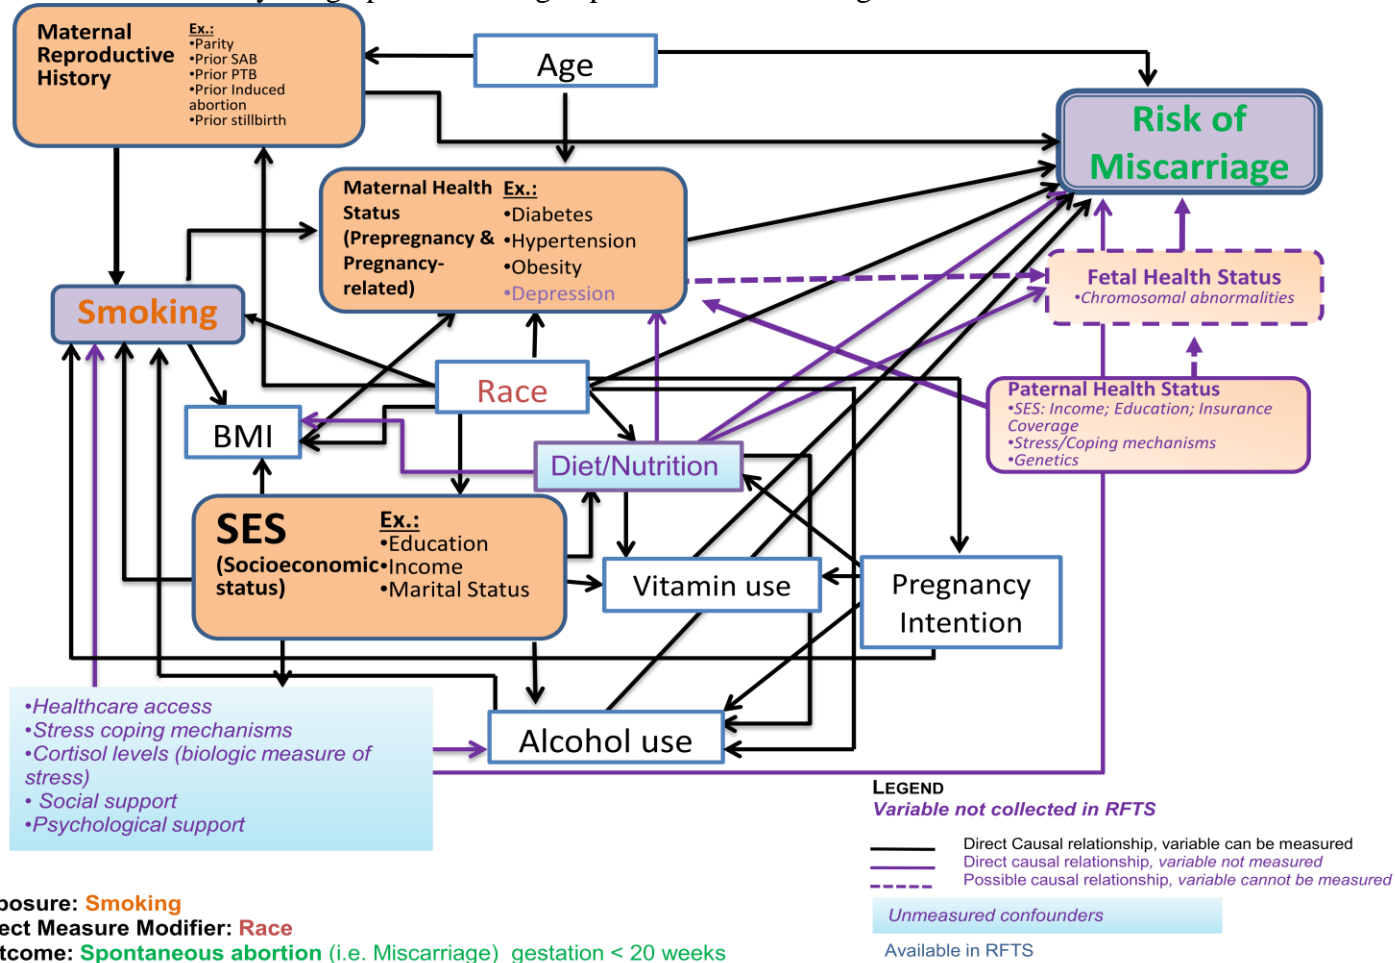 Maternal
Reproductive
History
Ex.:
•Parity
•Prior SAB
•Prior PTB
•Prior Induced
abortion
•Prior stillbirth
Age
Risk of
Miscarriage
Maternal Health
Status
(Prepregnancy &
Pregnancy-
related)
Ex.:
•Diabetes
•Hypertension
•Obesity
•Depression
Fetal Health Status
•Chromosomal abnormalities
Smoking
Race
Paternal Health Status
•SES: Income; Education; Insurance
Coverage
•Stress/Coping mechanisms
•Genetics
BMI
Diet/Nutrition
SES
(Socioeconomic
status)
Ex.:
•Education
•Income
•Marital Status
Vitamin use
Pregnancy
Intention
•Healthcare access
•Stress coping mechanisms
•Cortisol levels (biologic measure of
stress)
• Social support
•Psychological support
Alcohol use
LEGEND
Variable not collected in RFTS
Direct Causal relationship, variable can be measured
Direct causal relationship, variable not measured
Possible causal relationship, variable cannot be measured
Unmeasured confounders
Available in RFTS
posure: Smoking
ect Measure Modifier: Race
tcome: Spontaneous abortion (i.e. Miscarriage) gestation < 20 weeks